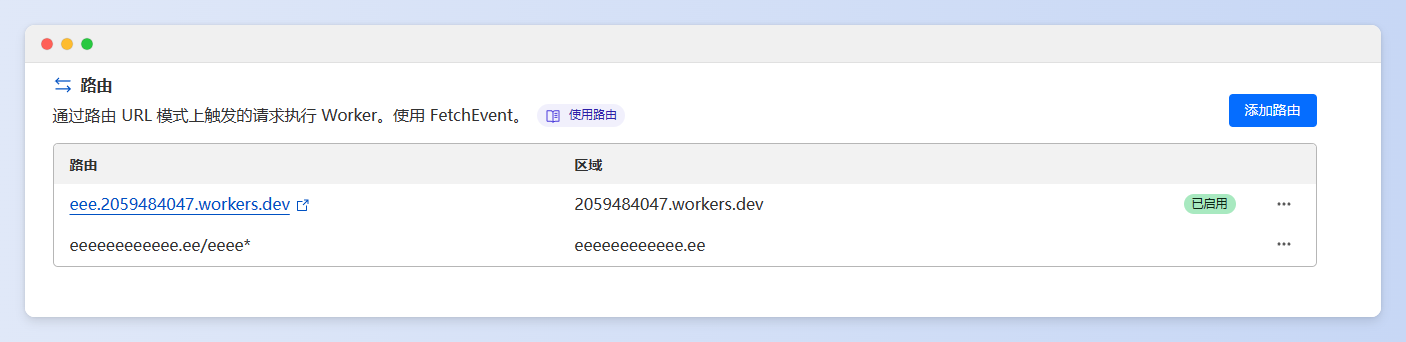 路由
通过路由 URL 模式上触发的请求执行 Worker。使用 FetchEvent。 使用路由
添加路由
路由 区域
eee.2059484047.workers.dev 2059484047.workers.dev 已启用
eeeeeeeeeeee.ee/eeee* eeeeeeeeeeee.ee